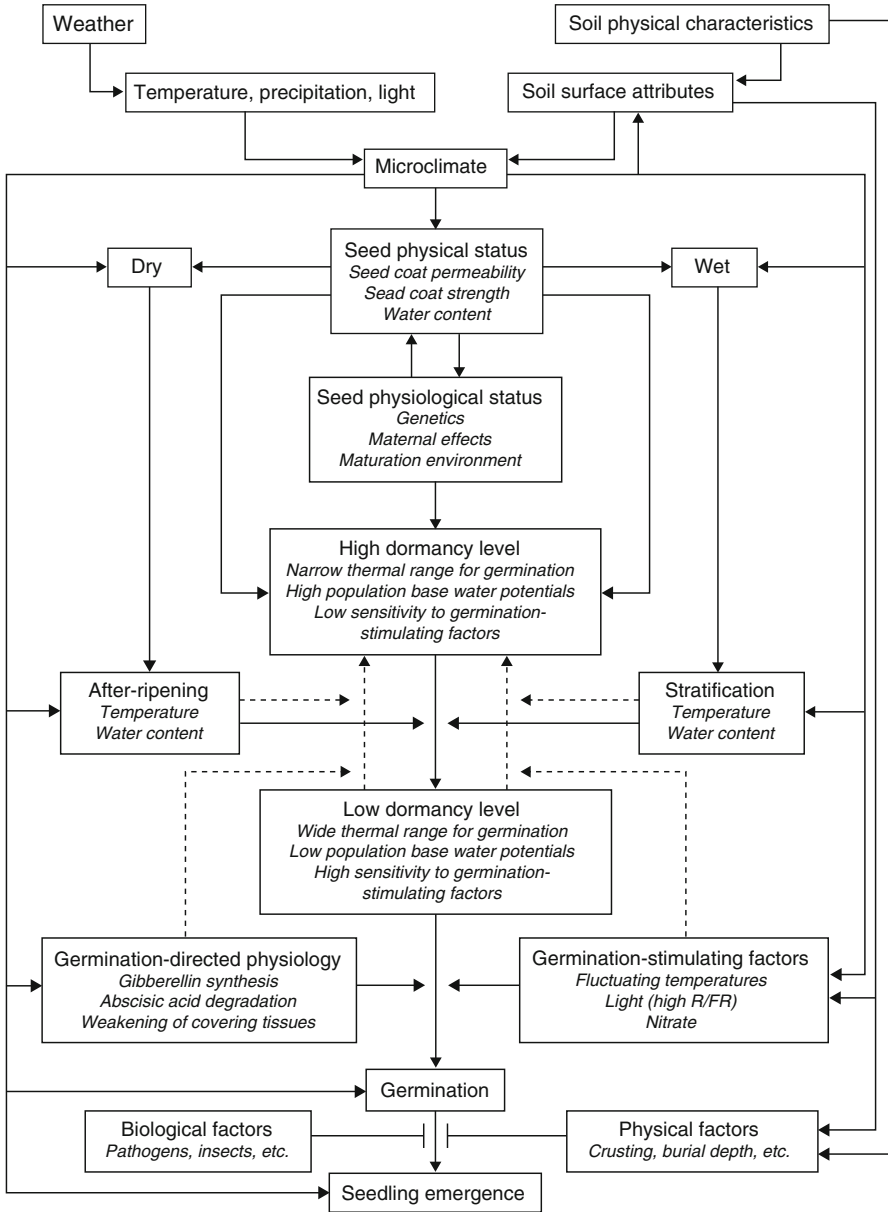 Weather
Soil physical characteristics
Temperature, precipitation, light
Soil surface attributes
Microclimate
Seed physical status
Seed coat permeability
Sead coat strength
Water content
Dry
Wet
Seed physiological status
Genetics
Maternal effects
Maturation environment
High dormancy level
Narrow thermal range for germination
High population base water potentials
Low sensitivity to germination-
stimulating factors
After-ripening
Temperature
Water content
Stratification
Temperature
Water content
Low dormancy level
Wide thermal range for germination
Low population base water potentials
High sensitivity to germination-
stimulating factors
Germination-directed physiology
Gibberellin synthesis
Abscisic acid degradation
Weakening of covering tissues
Germination-stimulating factors
Fluctuating temperatures
Light (high R/FR)
Nitrate
Germination
Biological factors
Pathogens, insects, etc.
Physical factors
Crusting, burial depth, etc.
Seedling emergence